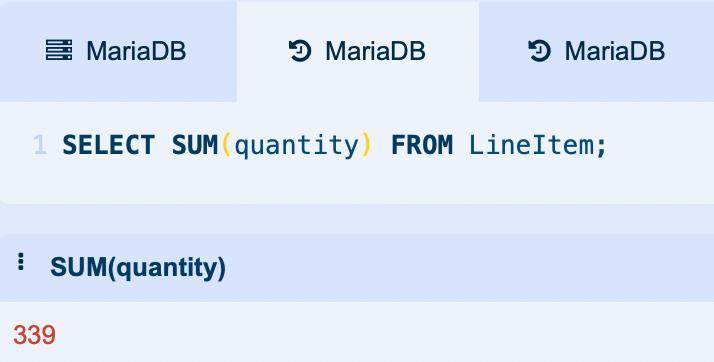 MariaDB MariaDB MariaDB
1 SELECT SUM(quantity) FROM LineItem;
SUM(quantity)
339